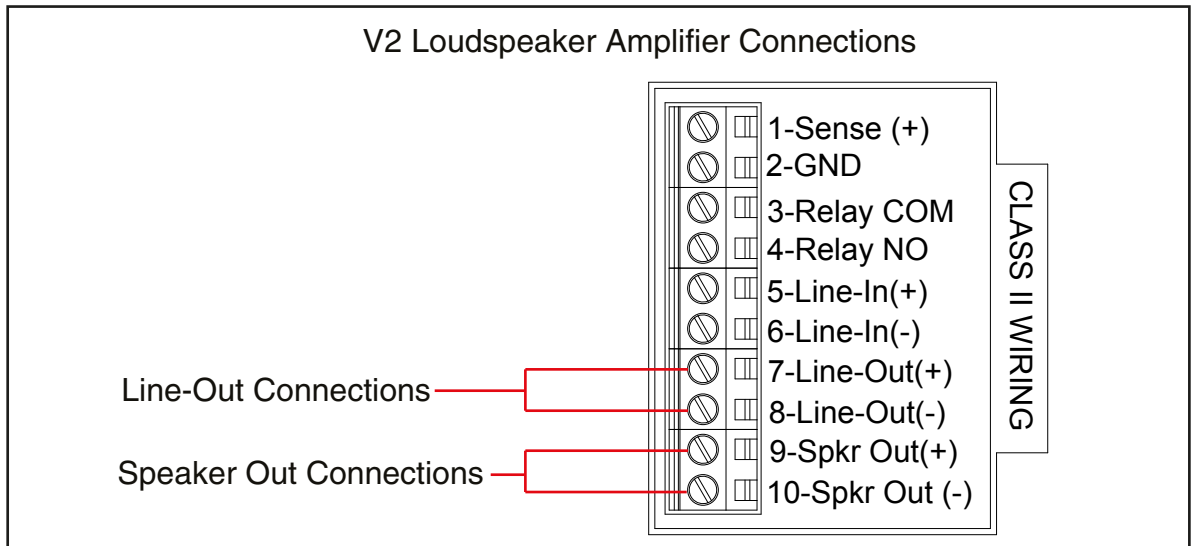 V2 Loudspeaker Amplifier Connections
1-Sense (+)
2-GND
3-Relay COM
4-Relay NO
5-Line-In(+)
6-Line-In(-)
7-Line-Out(+)
8-Line-Out(-)
9-Spkr Out(+)
10-Spkr Out (-)
CLASS II WIRING
Line-Out Connections
Speaker Out Connections